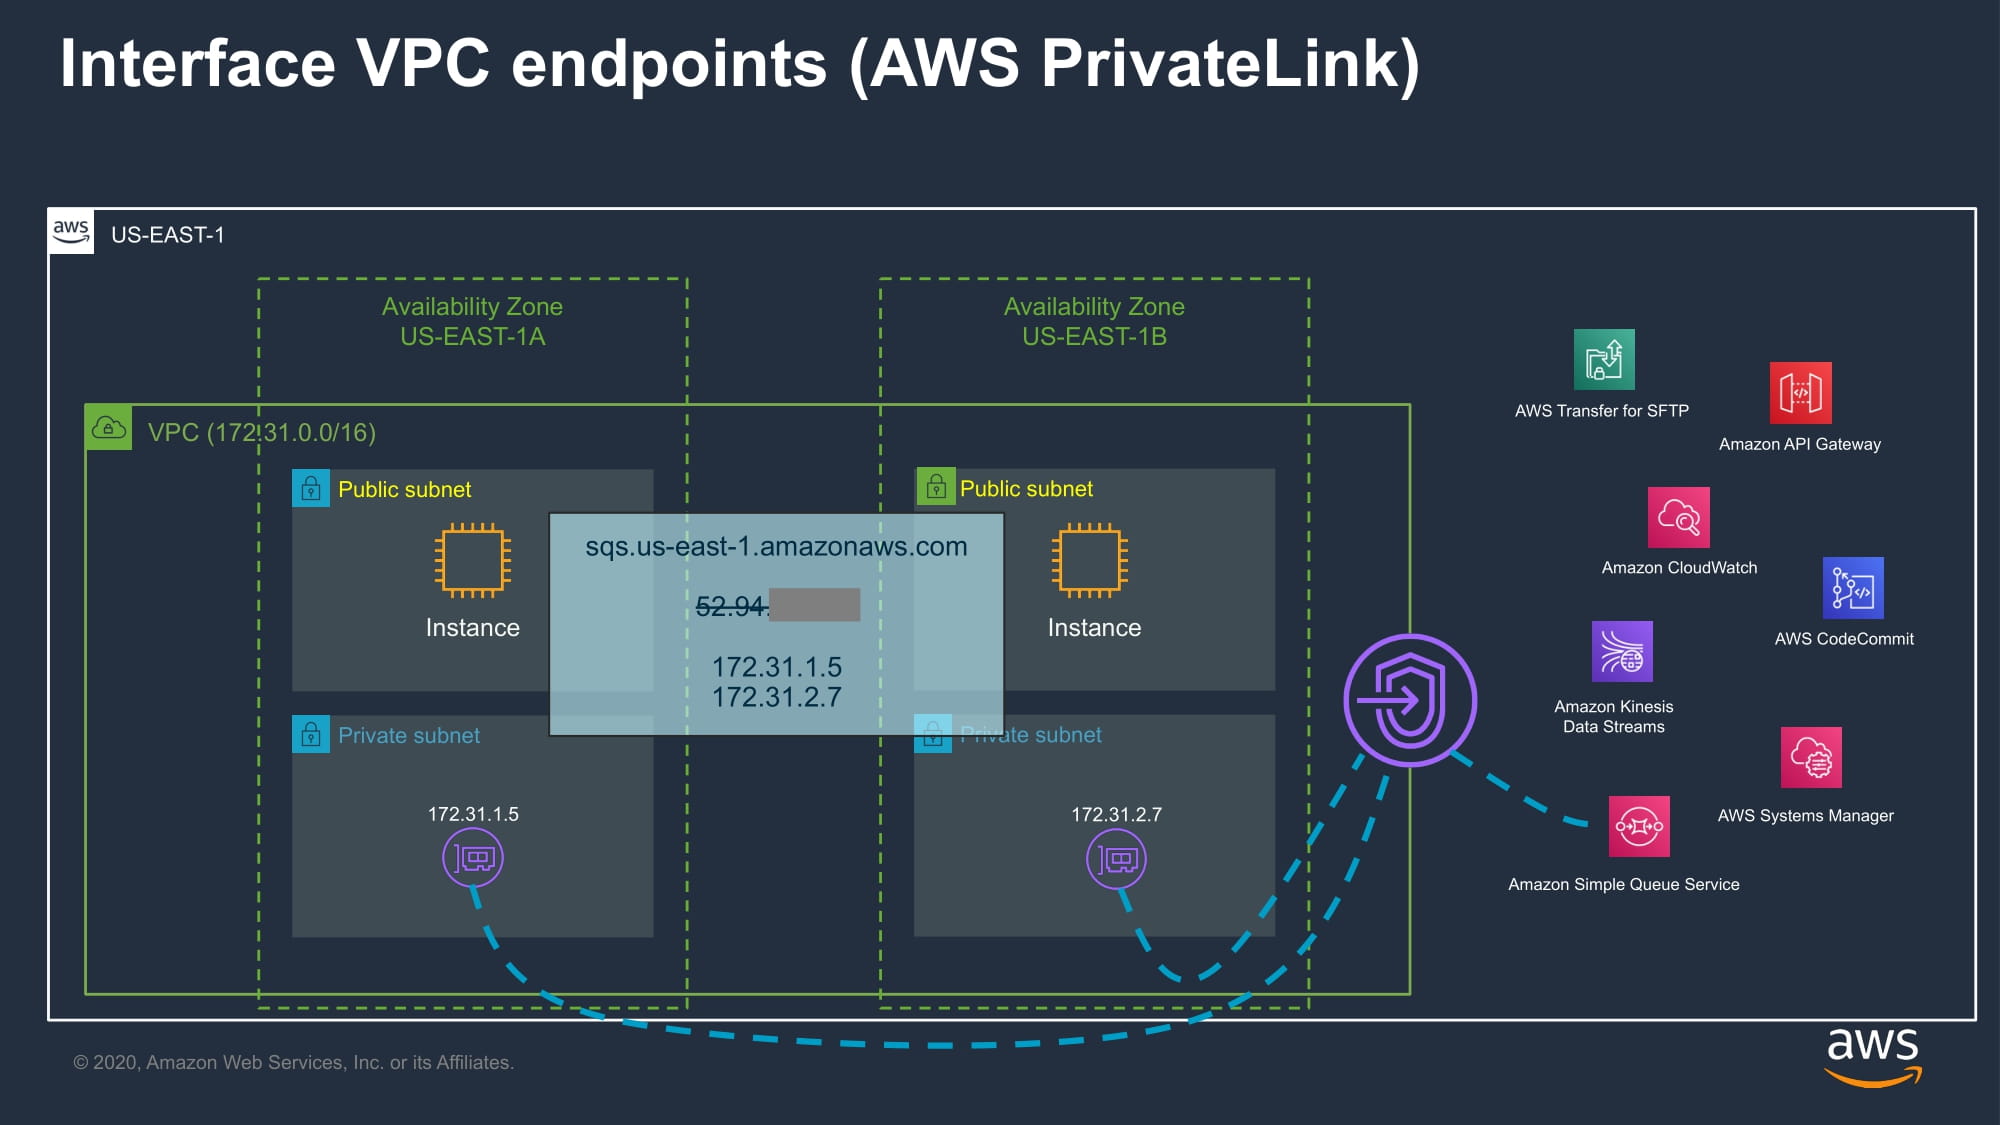 Interface VPC endpoints (AWS PrivateLink)
aws
US-EAST-1
Availability Zone
US-EAST-1A
Availability Zone
US-EAST-1B
VPC (172.31.0.0/16)
Public subnet
Instance
Public subnet
Instance
sqs.us-east-1.amazonaws.com
52.94.
172.31.1.5
172.31.2.7
Private subnet
172.31.1.5
Private subnet
172.31.2.7
AWS Transfer for SFTP
Amazon API Gateway
Amazon CloudWatch
AWS CodeCommit
Amazon Kinesis
Data Streams
AWS Systems Manager
Amazon Simple Queue Service
© 2020, Amazon Web Services, Inc. or its Affiliates.
aws